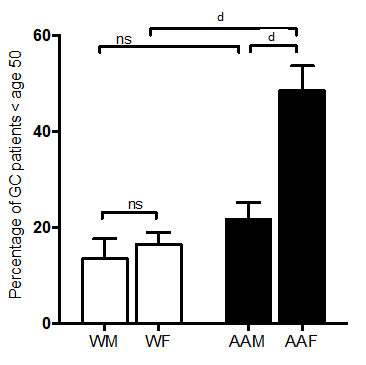 d
ns
d
60
40
20
0
ns
Percentage of GC patients < age 50
WM WF AAM AAF